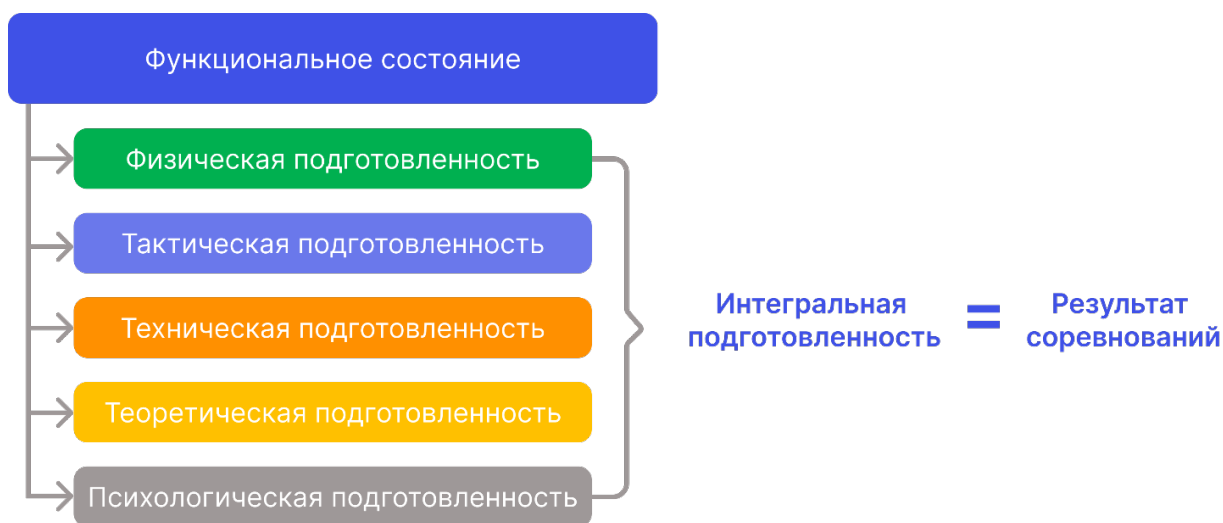 Функциональное состояние
Физическая подготовленность
Тактическая подготовленность
Техническая подготовленность
Теоретическая подготовленность
Психологическая подготовленность
Интегральная
подготовленность
=
Результат
соревнований